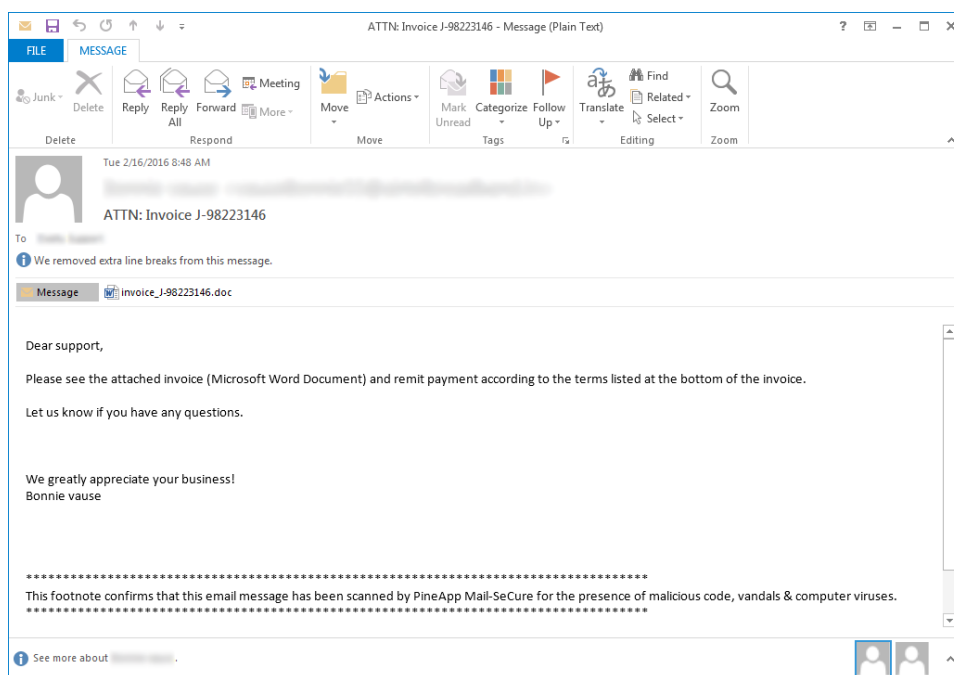 ATTN: Invoice J-98223146 - Message (Plain Text)
?
FILE MESSAGE
Junk
Delete
Reply
Reply All
Forward
Meeting
More
Move
Actions
Mark Unread
Categorize
Follow Up
Translate
Find
Related
Select
Zoom
Delete Respond Move Tags Editing Zoom
Tue 2/16/2016 8:48 AM
ATTN: Invoice J-98223146
To
We removed extra line breaks from this message.
Message invoice_J-98223146.doc
Dear support,
Please see the attached invoice (Microsoft Word Document) and remit payment according to the terms listed at the bottom of the invoice.
Let us know if you have any questions.
We greatly appreciate your business!
Bonnie vause
************************************************************************************
This footnote confirms that this email message has been scanned by PineApp Mail-SeCure for the presence of malicious code, vandals & computer viruses.
************************************************************************************
See more about .